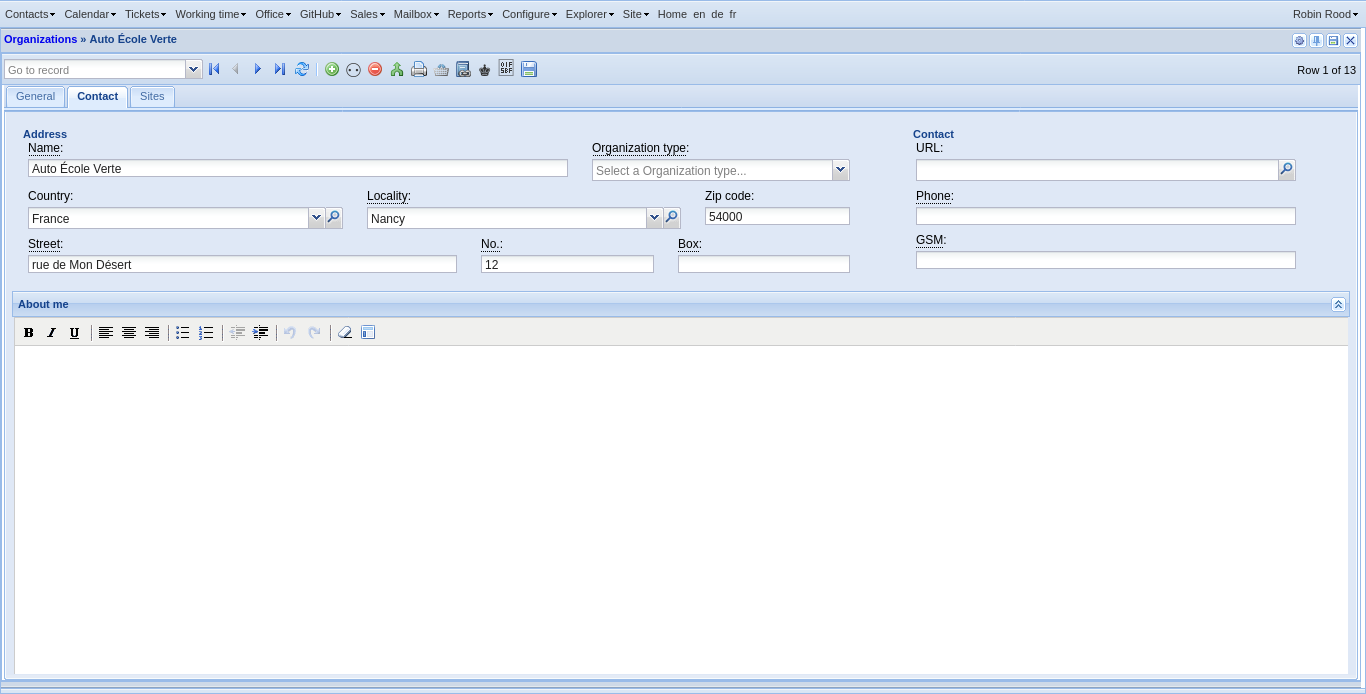 Contacts Calendar Tickets Working time Office GitHub Sales Mailbox Reports Configure Explorer Site Home en de fr Robin Rood
Organizations » Auto École Verte
Go to record Row 1 of 13
General Contact Sites
Address Contact
Name: Organization type: URL:
Auto École Verte Select a Organization type...
Country: Locality: Zip code: Phone:
France Nancy 54000
Street: No.: Box: GSM:
rue de Mon Désert 12
About me
B I U